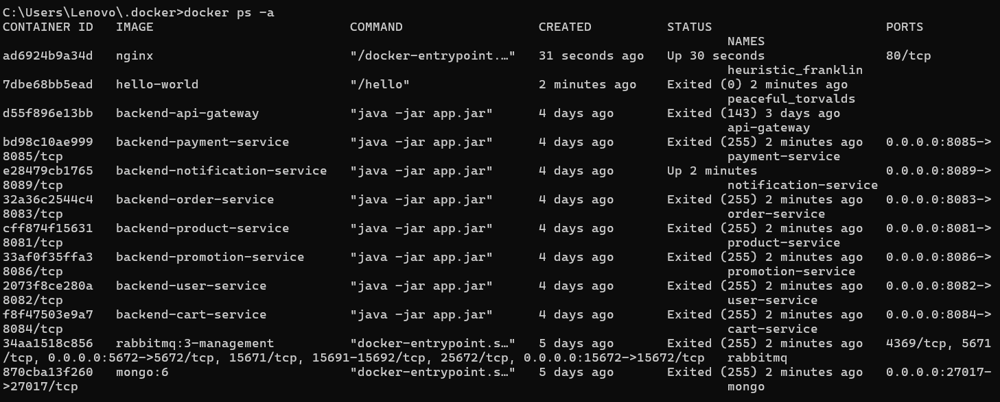 C:\Users\Lenovo\.docker>docker ps -a
CONTAINER ID   IMAGE                          COMMAND                  CREATED          STATUS                       PORTS
                                                                                                NAMES
ad6924b9a34d   nginx                          "/docker-entrypoint.…"   31 seconds ago   Up 30 seconds                80/tcp
                                                                                                heuristic_franklin
7dbe68bb5ead   hello-world                    "/hello"                 2 minutes ago    Exited (0) 2 minutes ago
                                                                                                peaceful_torvalds
d55f896e13bb   backend-api-gateway            "java -jar app.jar"      4 days ago       Exited (143) 3 days ago
                                                                                                api-gateway
bd98c10ae999   backend-payment-service        "java -jar app.jar"      4 days ago       Exited (255) 2 minutes ago   0.0.0.0:8085->
8085/tcp                                                                                        payment-service
e28479cb1765   backend-notification-service   "java -jar app.jar"      4 days ago       Up 2 minutes                 0.0.0.0:8089->
8089/tcp                                                                                        notification-service
32a36c2544c4   backend-order-service          "java -jar app.jar"      4 days ago       Exited (255) 2 minutes ago   0.0.0.0:8083->
8083/tcp                                                                                        order-service
cff874f15631   backend-product-service        "java -jar app.jar"      4 days ago       Exited (255) 2 minutes ago   0.0.0.0:8081->
8081/tcp                                                                                        product-service
33af0f35ffa3   backend-promotion-service      "java -jar app.jar"      4 days ago       Exited (255) 2 minutes ago   0.0.0.0:8086->
8086/tcp                                                                                        promotion-service
2073f8ce280a   backend-user-service           "java -jar app.jar"      4 days ago       Exited (255) 2 minutes ago   0.0.0.0:8082->
8082/tcp                                                                                        user-service
f8f47503e9a7   backend-cart-service           "java -jar app.jar"      4 days ago       Exited (255) 2 minutes ago   0.0.0.0:8084->
8084/tcp                                                                                        cart-service
34aa1518c856   rabbitmq:3-management          "docker-entrypoint.s…"   5 days ago       Exited (255) 2 minutes ago   4369/tcp, 5671
/tcp, 0.0.0.0:5672->5672/tcp, 15671/tcp, 15691-15692/tcp, 25672/tcp, 0.0.0.0:15672->15672/tcp   rabbitmq
870cba13f260   mongo:6                        "docker-entrypoint.s…"   5 days ago       Exited (255) 2 minutes ago   0.0.0.0:27017-
>27017/tcp                                                                                      mongo